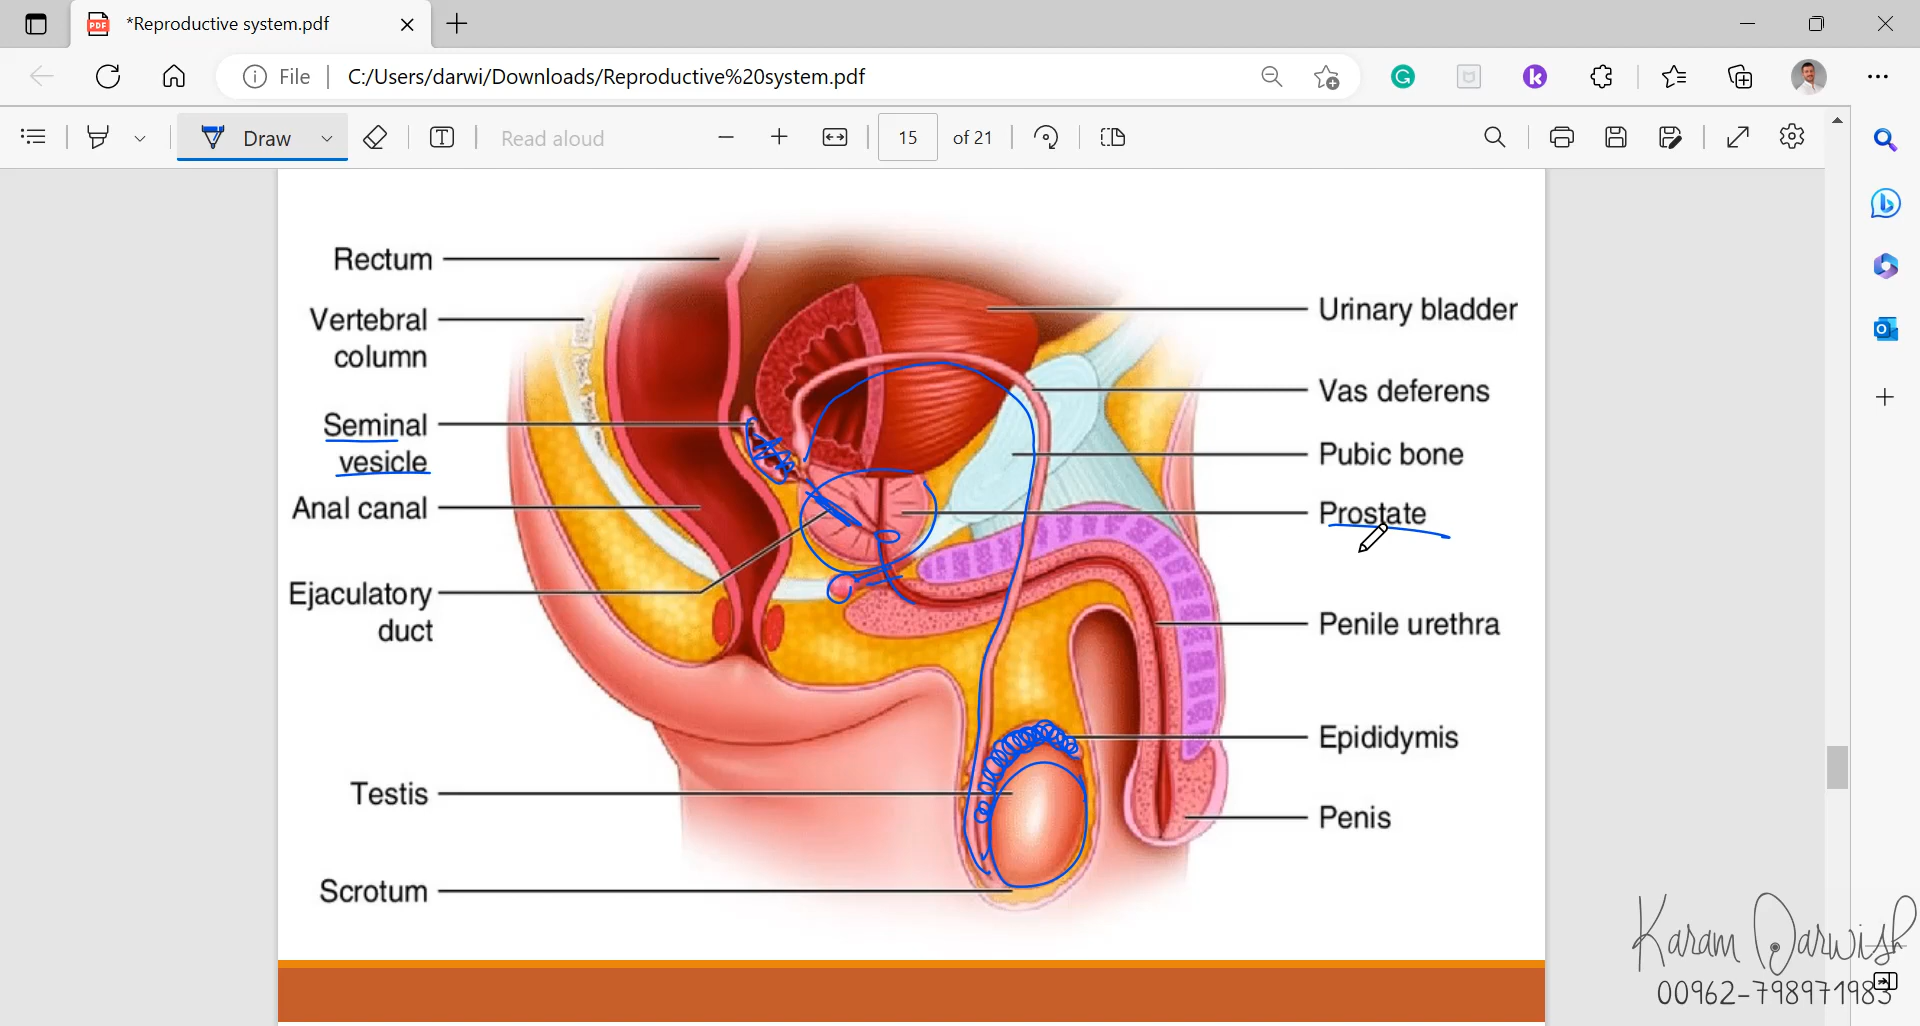 *Reproductive system.pdf
File
C:/Users/darwi/Downloads/Reproductive%20system.pdf
Draw
Read aloud
15
of 21
Rectum
Vertebral
column
Seminal
vesicle
Anal canal
Ejaculatory
duct
Testis
Scrotum
Urinary bladder
Vas deferens
Pubic bone
Prostate
Penile urethra
Epididymis
Penis
Karam Darwish
00962-798971983